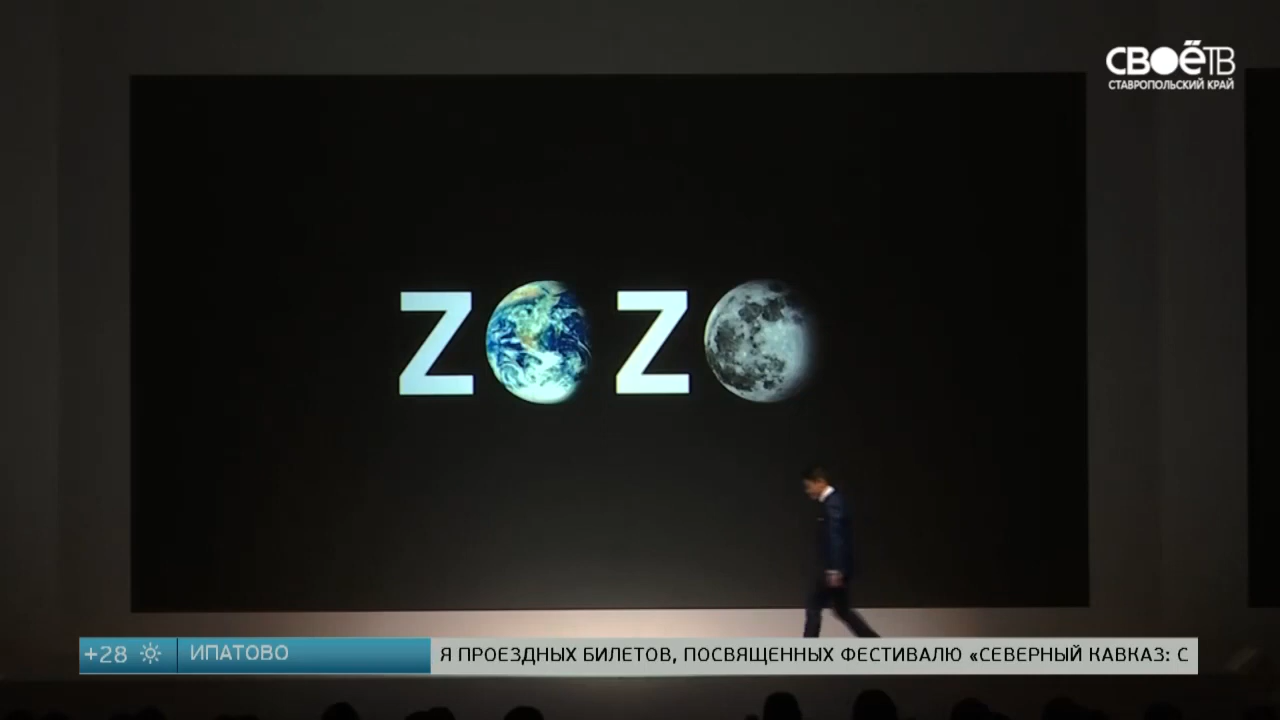 СВОЁТВ
СТАВРОПОЛЬСКИЙ КРАЙ
ZOZO
+28 ИПАТОВО
Я ПРОЕЗДНЫХ БИЛЕТОВ, ПОСВЯЩЕННЫХ ФЕСТИВАЛЮ «СЕВЕРНЫЙ КАВКАЗ: С